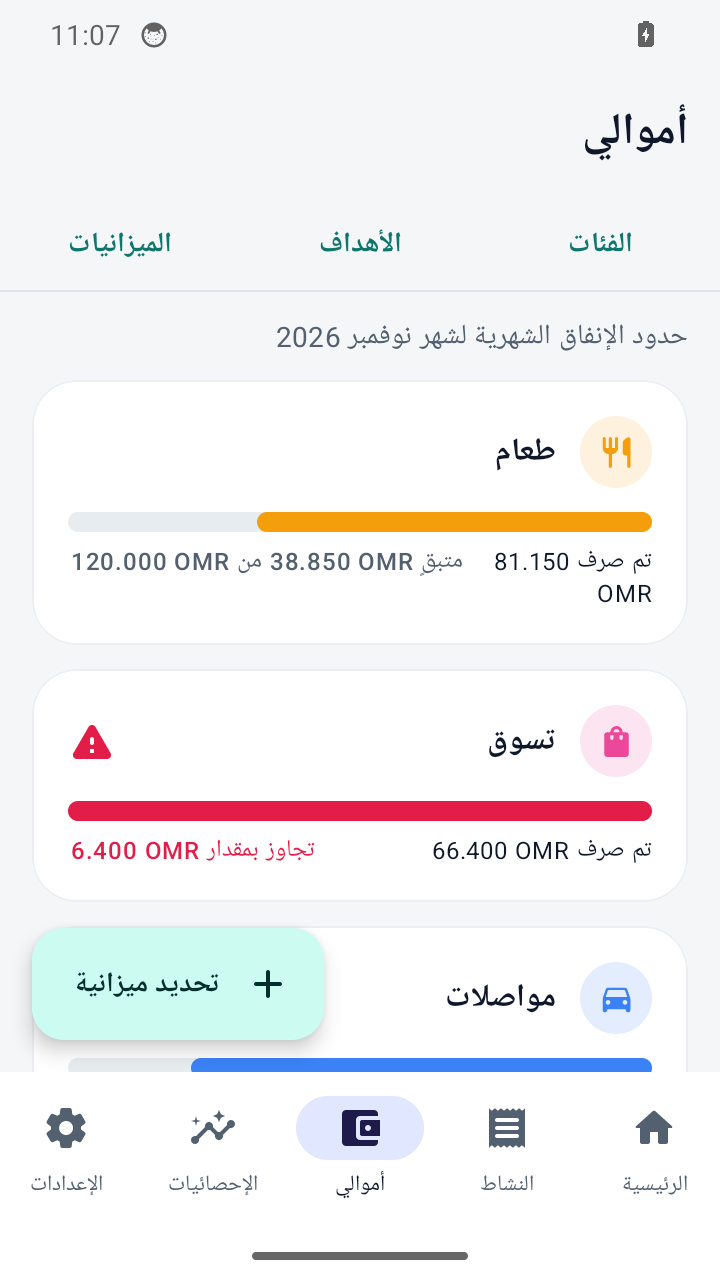 11:07
أموالي
الفئات
الأهداف
الميزانيات
حدود الإنفاق الشهرية لشهر نوفمبر 2026
طعام
تم صرف 81.150 OMR
متبقٍ 38.850 OMR من 120.000 OMR
تسوق
تم صرف 66.400 OMR
تجاوز بمقدار 6.400 OMR
مواصلات
تحديد ميزانية
الرئيسية
النشاط
أموالي
الإحصائيات
الإعدادات